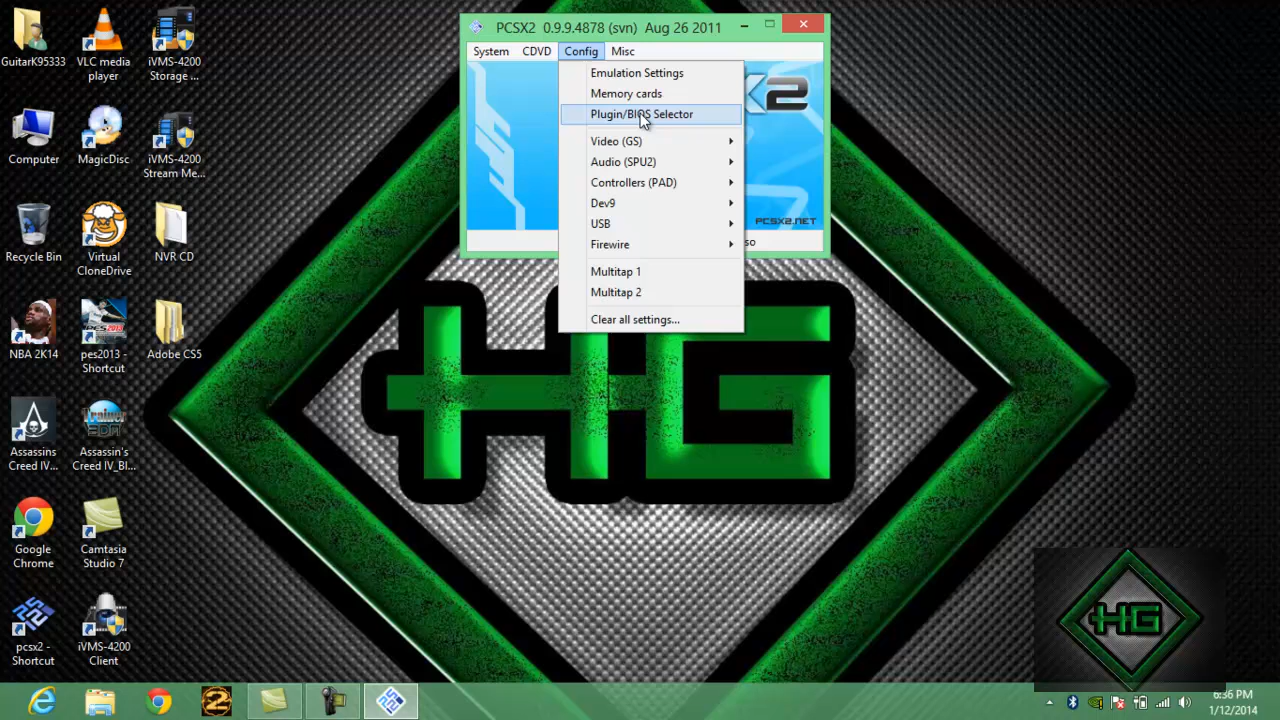 GuitarK95333
VLC media
player
iVMS-4200
Storage ...
Computer
MagicDisc
iVMS-4200
Stream Me...
Recycle Bin
Virtual
CloneDrive
NVR CD
NBA 2K14
pes2013 -
Shortcut
Adobe CS5
Assassins
Creed IV...
Trainer
Assassin's
Creed IV_Bl...
Google
Chrome
Camtasia
Studio 7
pcsx2 -
Shortcut
iVMS-4200
Client
PCSX2 0.9.9.4878 (svn) Aug 26 2011
System CDVD Config Misc
Emulation Settings
Memory cards
Plugin/BIOS Selector
Video (GS)
Audio (SPU2)
Controllers (PAD)
Dev9
USB
Firewire
Multitap 1
Multitap 2
Clear all settings...
X2
PCSX2.NET
so
HG
HG
2
6:36 PM
1/12/2014